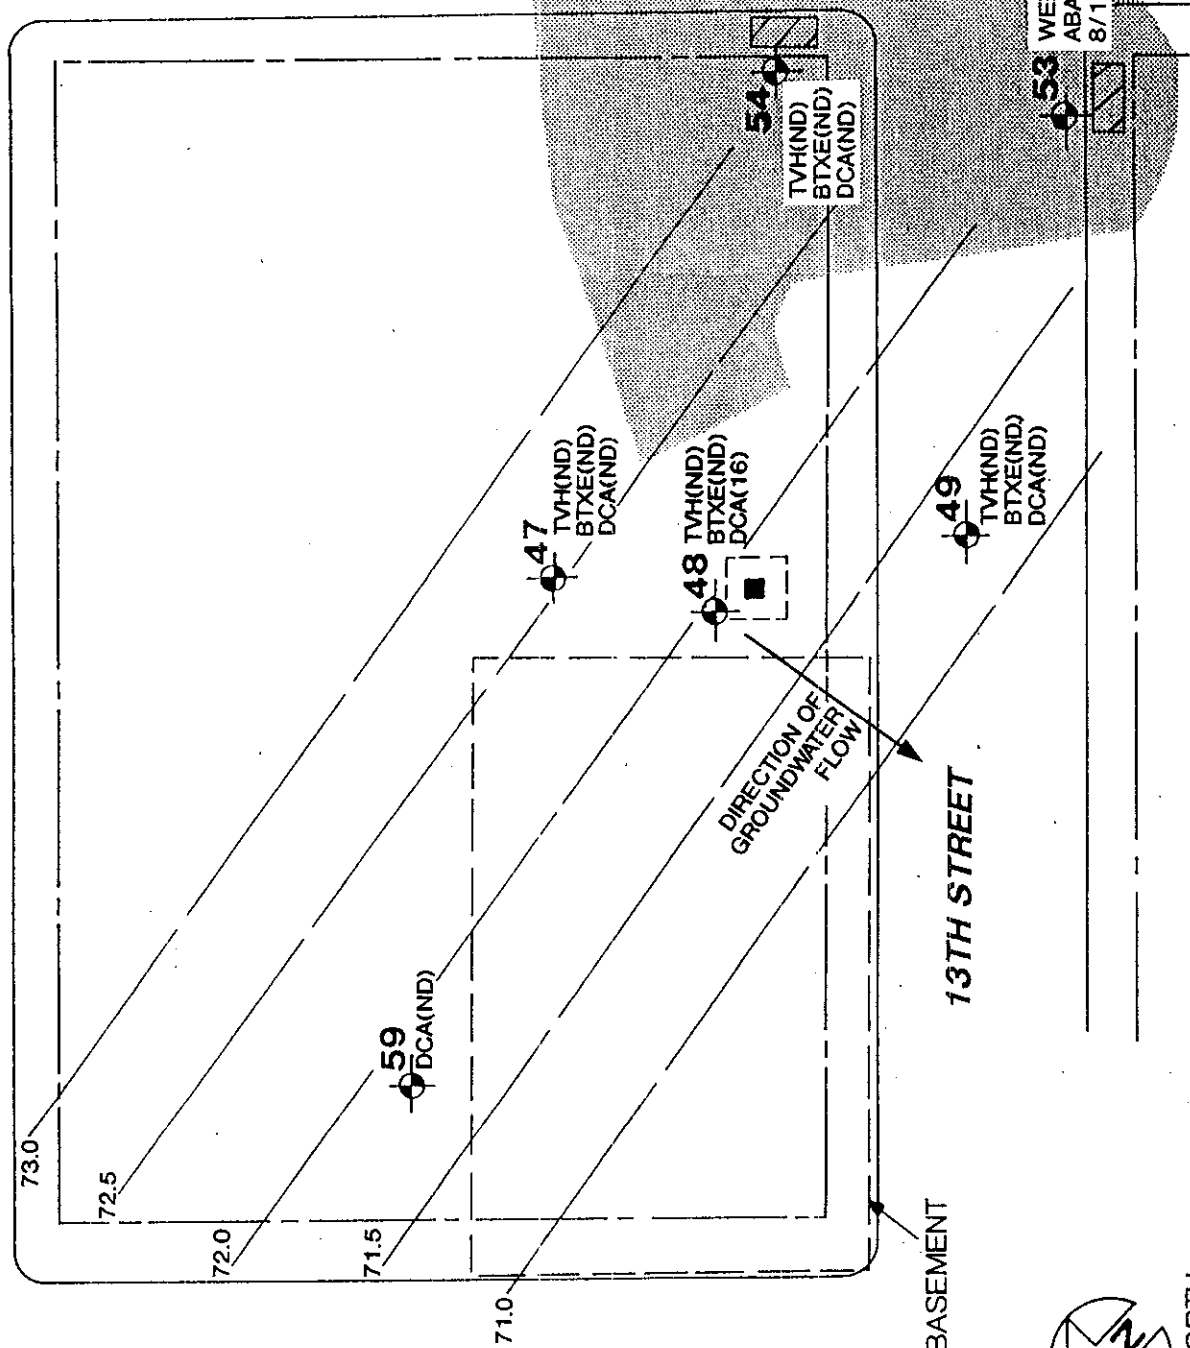 73.0
72.5
72.0
71.5
71.0
59
DCA(ND)
47
TVH(ND)
BTXE(ND)
DCA(ND)
48
TVH(ND)
BTXE(ND)
DCA(16)
49
TVH(ND)
BTXE(ND)
DCA(ND)
54
TVH(ND)
BTXE(ND)
DCA(ND)
53
8/1
DIRECTION OF
GROUNDWATER
FLOW
13TH STREET
BASEMENT
N